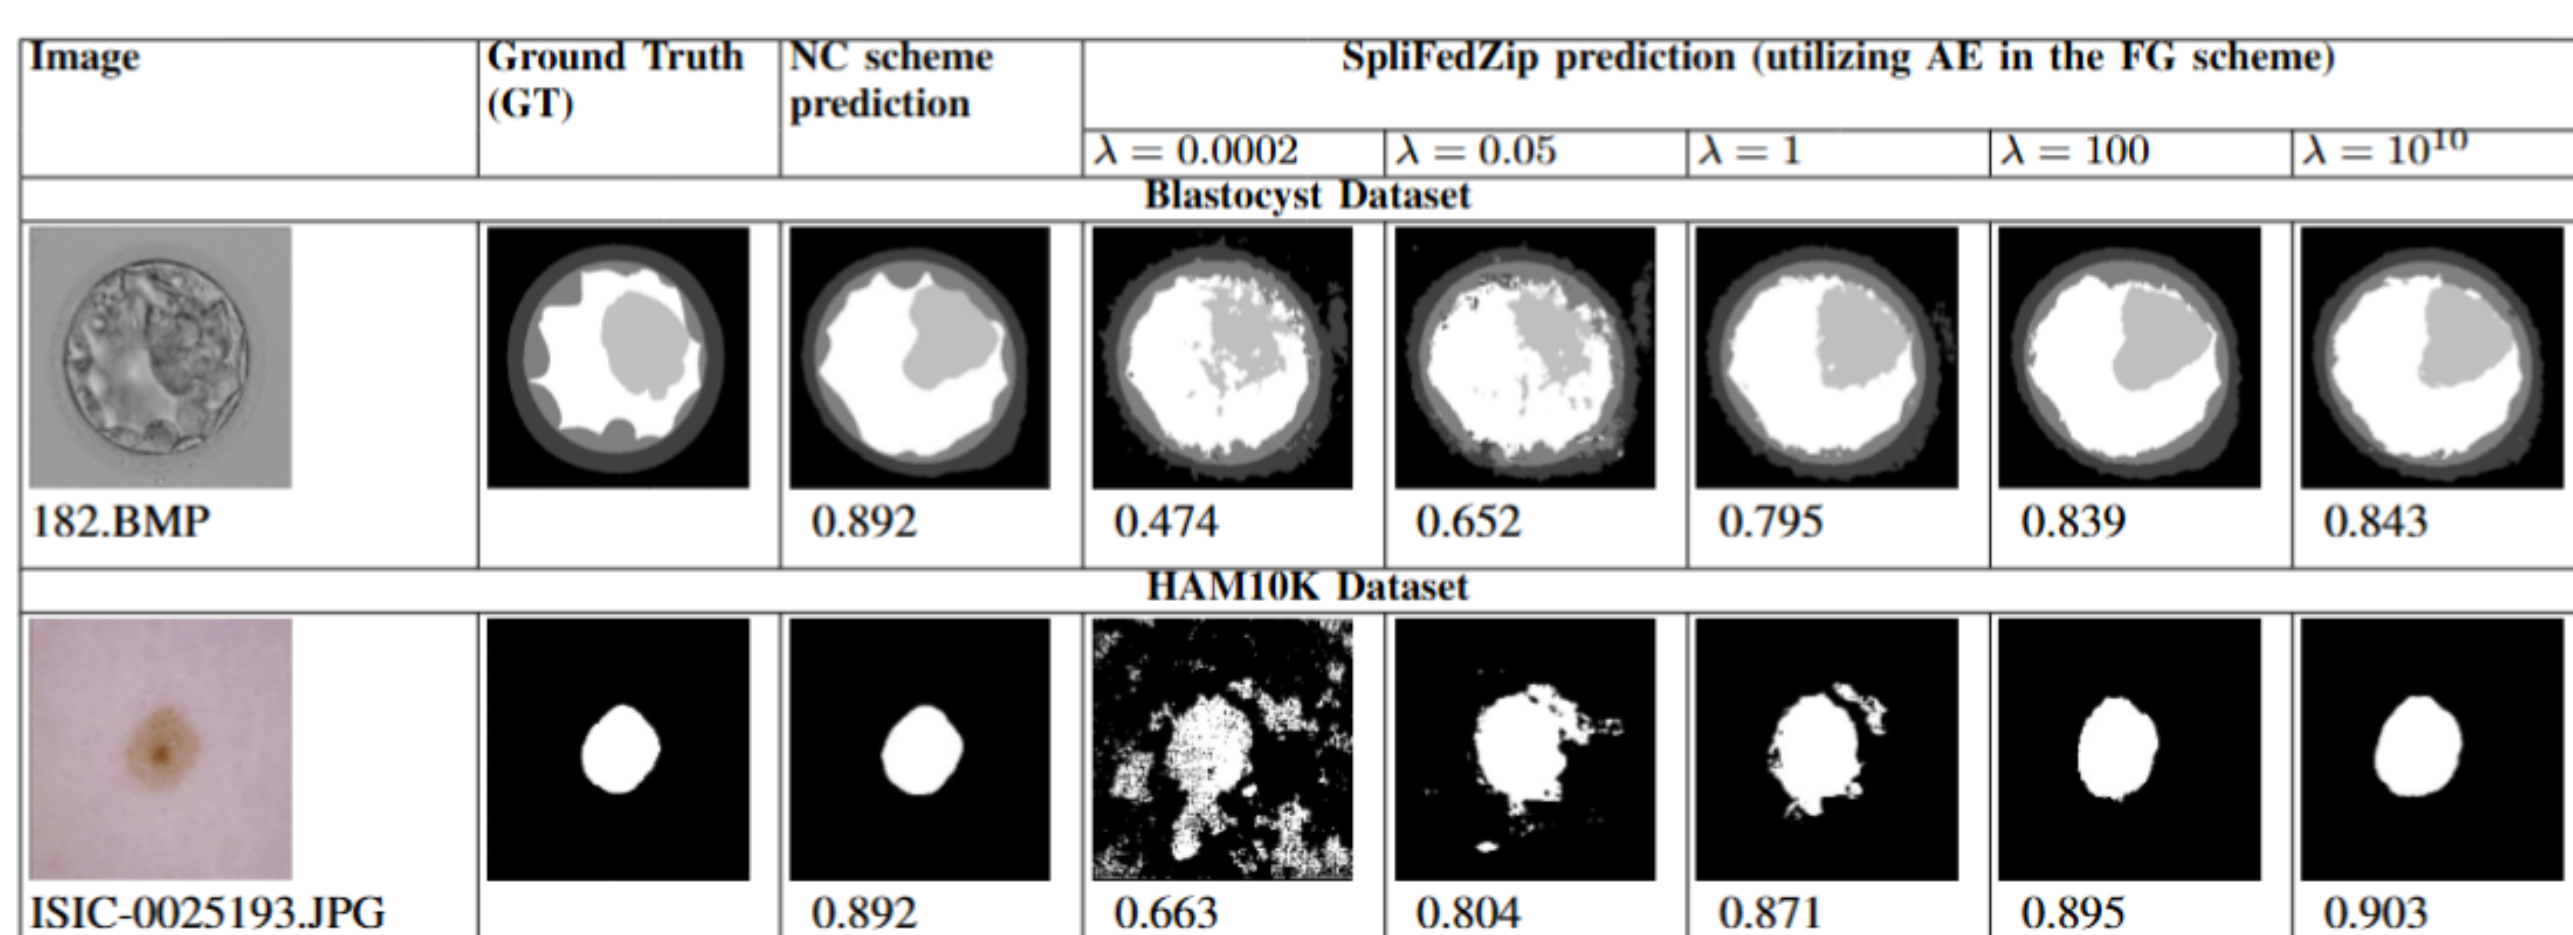 Image
Ground Truth (GT)
NC scheme prediction
SpliFedZip prediction (utilizing AE in the FG scheme)
λ = 0.0002
λ = 0.05
λ = 1
λ = 100
λ = 10¹⁰
Blastocyst Dataset
182.BMP
0.892
0.474
0.652
0.795
0.839
0.843
HAM10K Dataset
ISIC-0025193.JPG
0.892
0.663
0.804
0.871
0.895
0.903